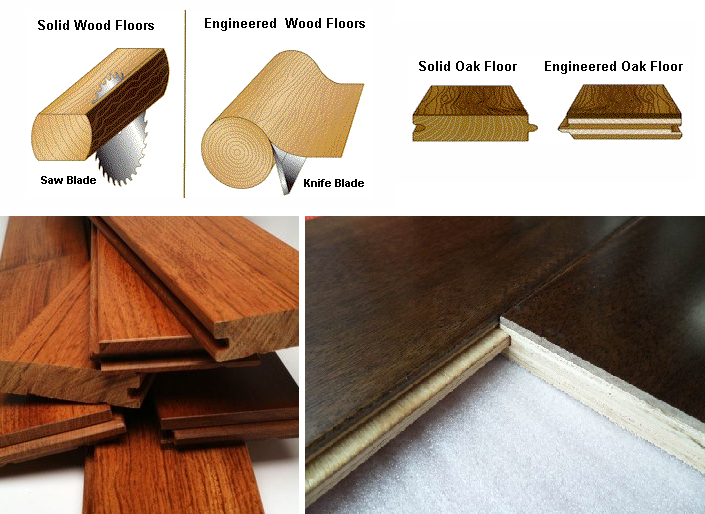 Solid Wood Floors
Engineered Wood Floors
Saw Blade
Knife Blade
Solid Oak Floor
Engineered Oak Floor